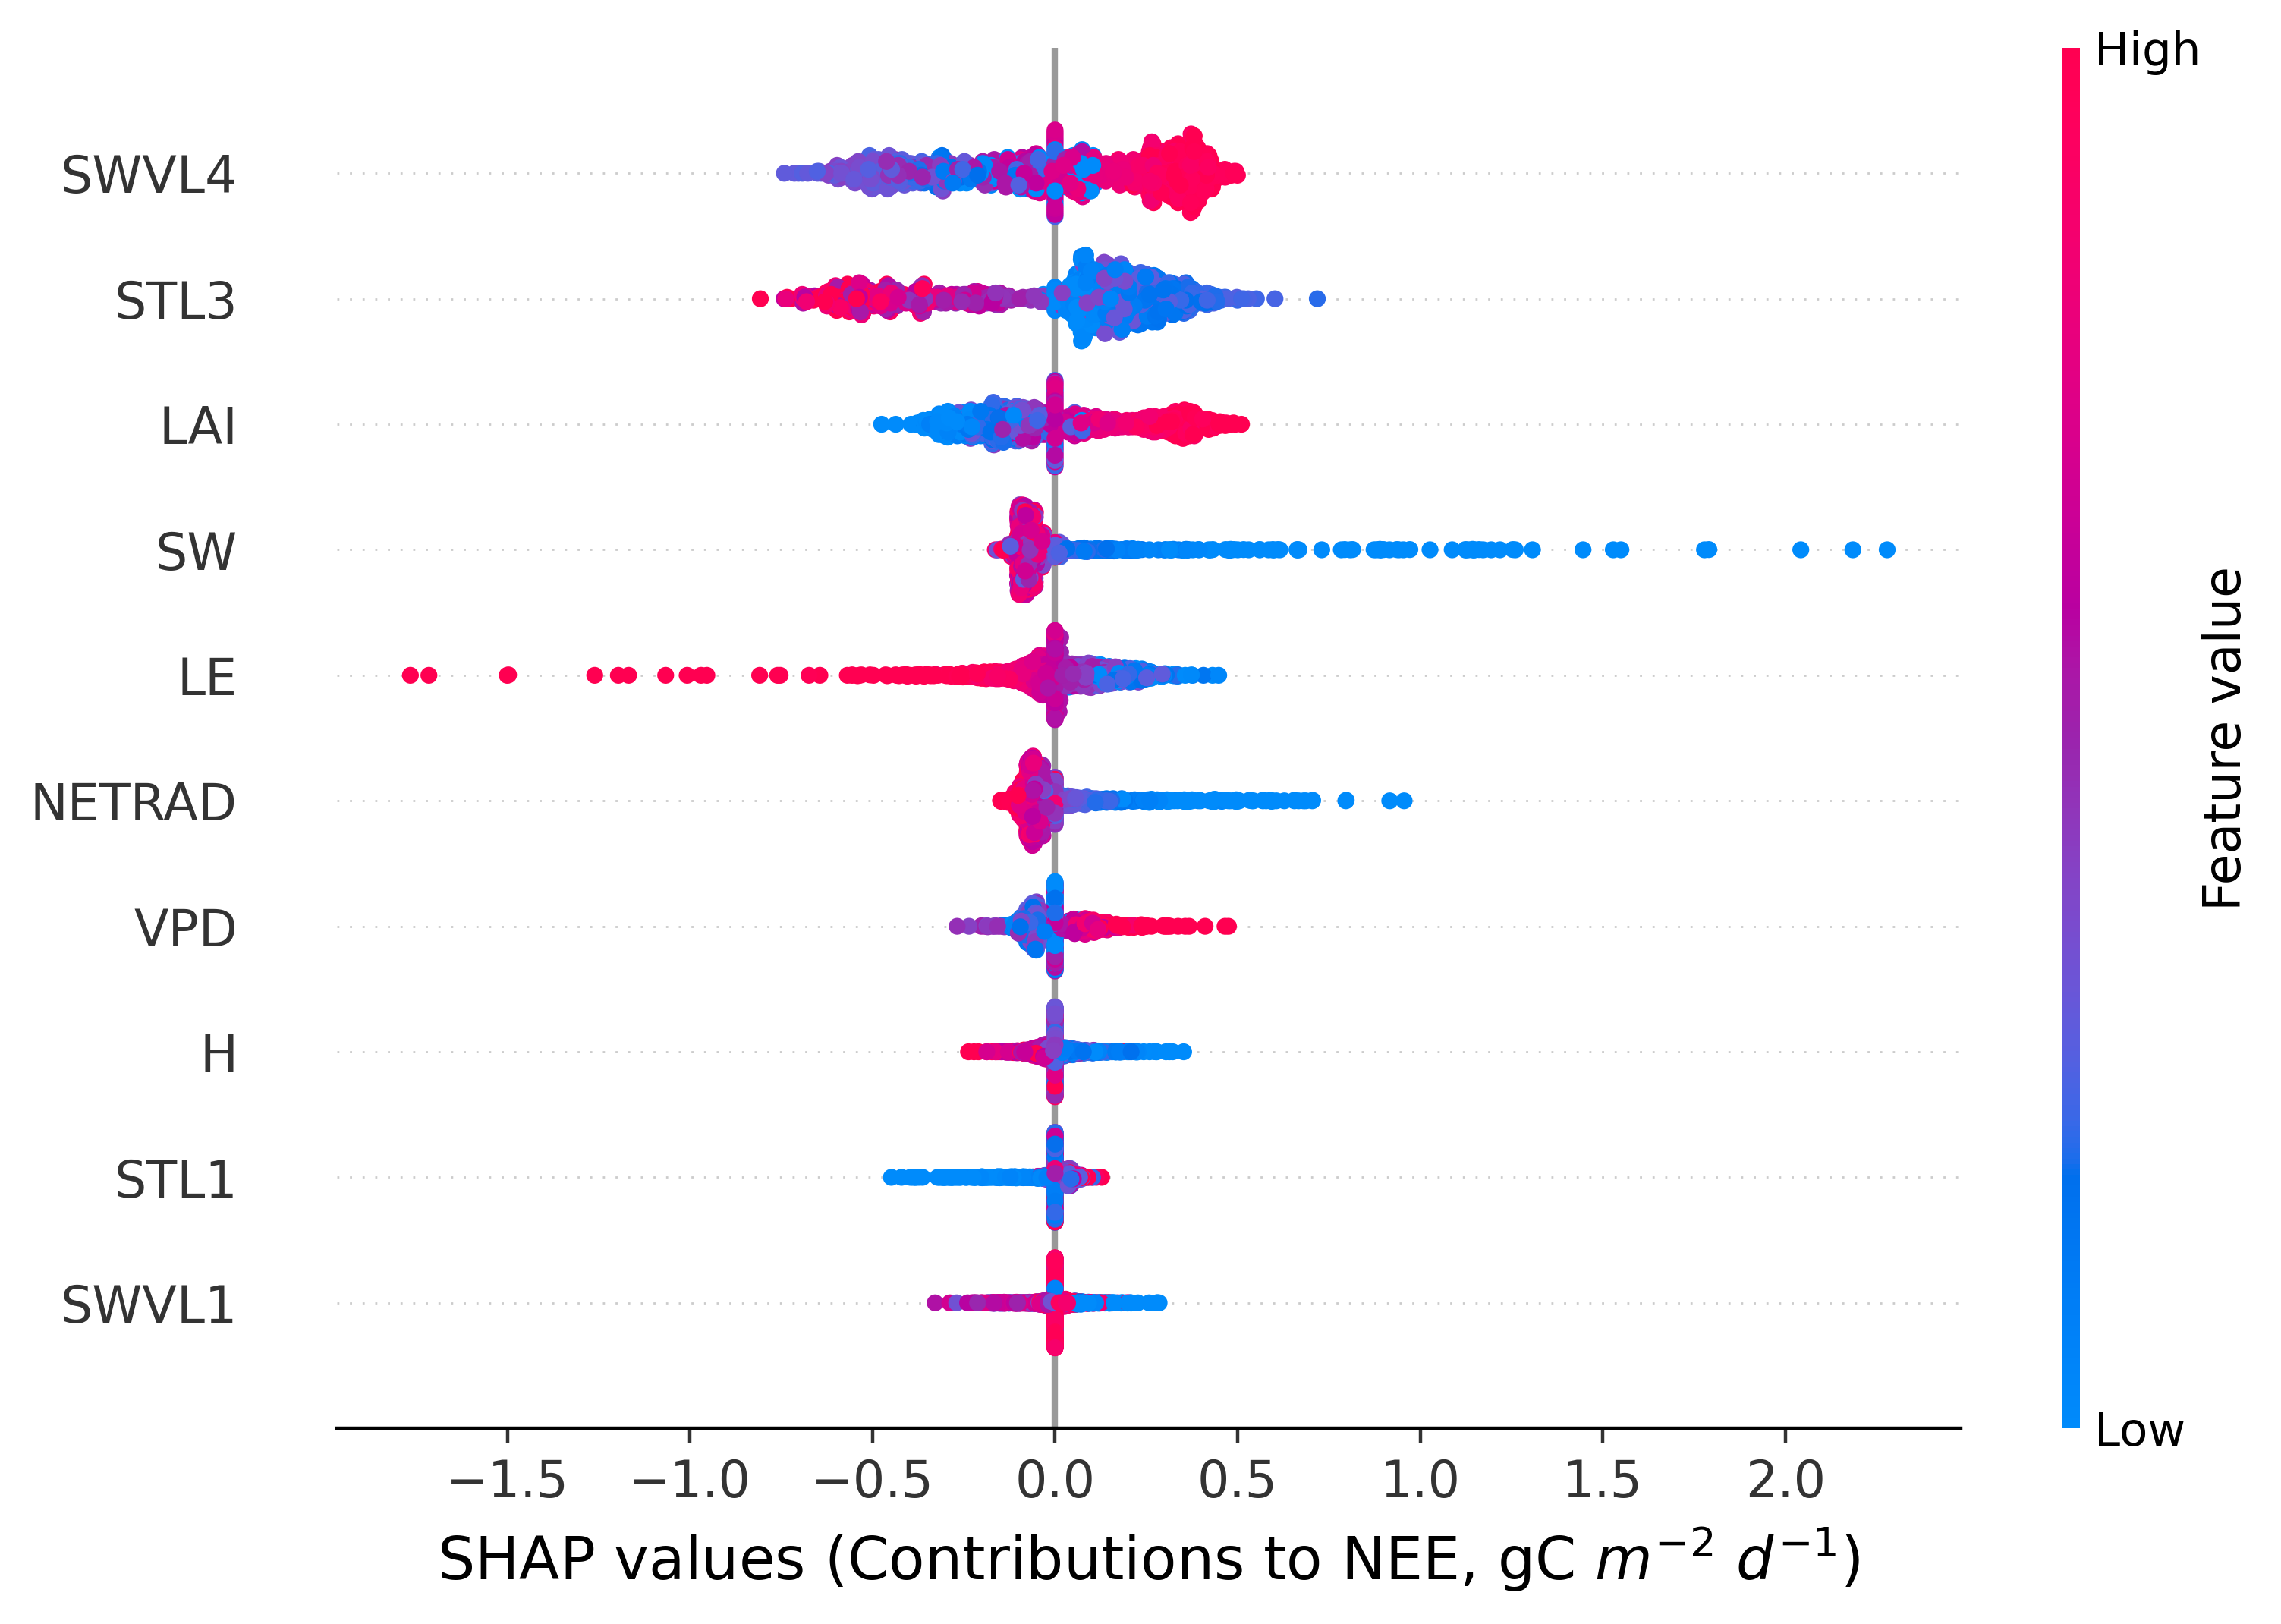 High
SWVL4
STL3
LAI
SW
LE
NETRAD
VPD
H
STL1
SWVL1
Feature value
Low
−1.5 −1.0 −0.5 0.0 0.5 1.0 1.5 2.0
SHAP values (Contributions to NEE, gC m⁻² d⁻¹)